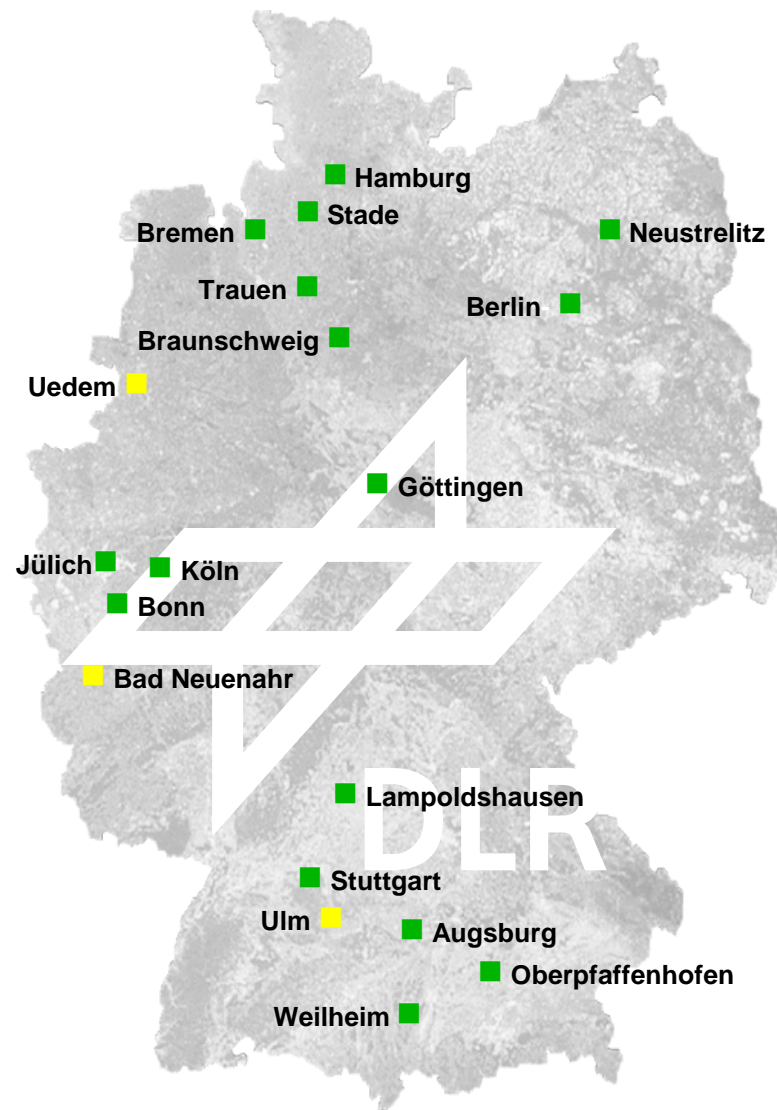 Hamburg
Stade
Bremen
Neustrelitz
Trauen
Berlin
Braunschweig
Uedem
Göttingen
Jülich
Köln
Bonn
Bad Neuenahr
DLR
Lampoldshausen
Stuttgart
Ulm
Augsburg
Oberpfaffenhofen
Weilheim